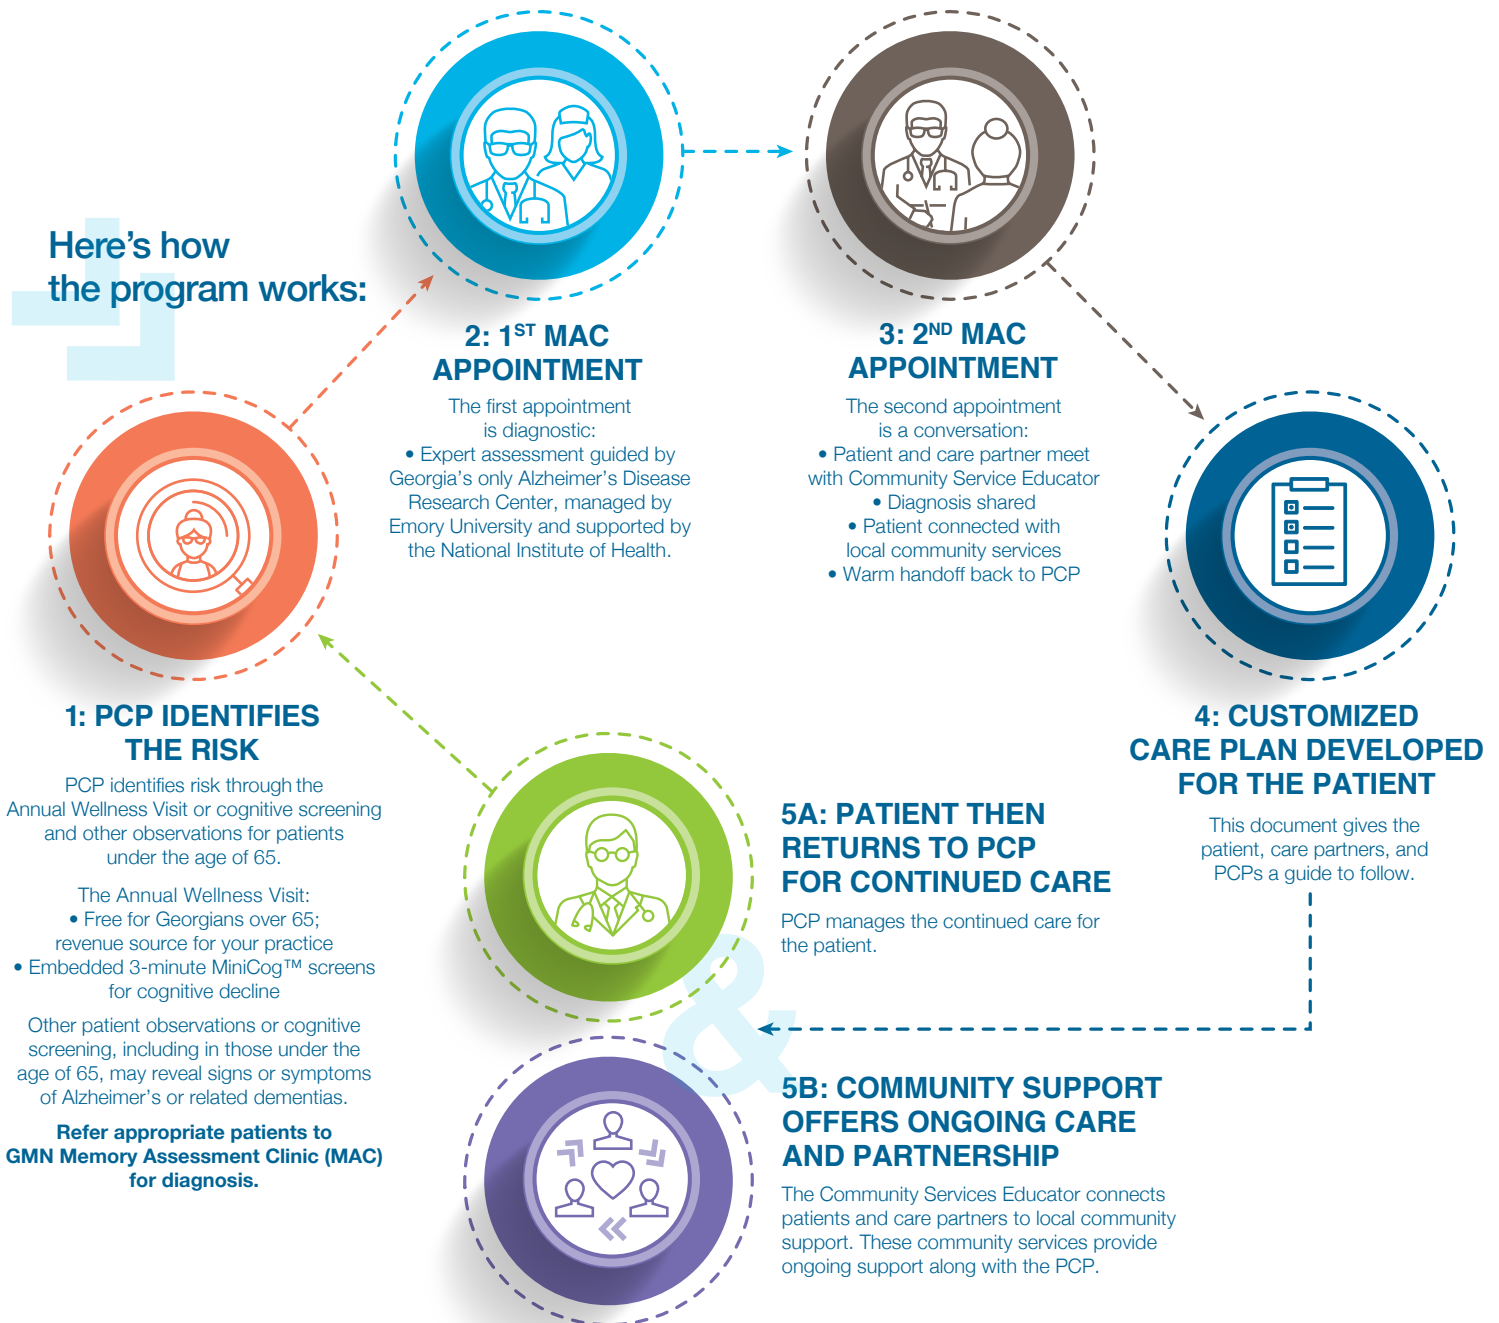 Here’s how
the program works:
1: PCP IDENTIFIES
THE RISK
PCP identifies risk through the
Annual Wellness Visit or cognitive screening
and other observations for patients
under the age of 65.
The Annual Wellness Visit:
• Free for Georgians over 65;
revenue source for your practice
• Embedded 3-minute MiniCog™ screens
for cognitive decline
Other patient observations or cognitive
screening, including in those under the
age of 65, may reveal signs or symptoms
of Alzheimer’s or related dementias.
Refer appropriate patients to
GMN Memory Assessment Clinic (MAC)
for diagnosis.
2: 1ST MAC
APPOINTMENT
The first appointment
is diagnostic:
• Expert assessment guided by
Georgia’s only Alzheimer’s Disease
Research Center, managed by
Emory University and supported by
the National Institute of Health.
3: 2ND MAC
APPOINTMENT
The second appointment
is a conversation:
• Patient and care partner meet
with Community Service Educator
• Diagnosis shared
• Patient connected with
local community services
• Warm handoff back to PCP
4: CUSTOMIZED
CARE PLAN DEVELOPED
FOR THE PATIENT
This document gives the
patient, care partners, and
PCPs a guide to follow.
5A: PATIENT THEN
RETURNS TO PCP
FOR CONTINUED CARE
PCP manages the continued care for
the patient.
&
5B: COMMUNITY SUPPORT
OFFERS ONGOING CARE
AND PARTNERSHIP
The Community Services Educator connects
patients and care partners to local community
support. These community services provide
ongoing support along with the PCP.